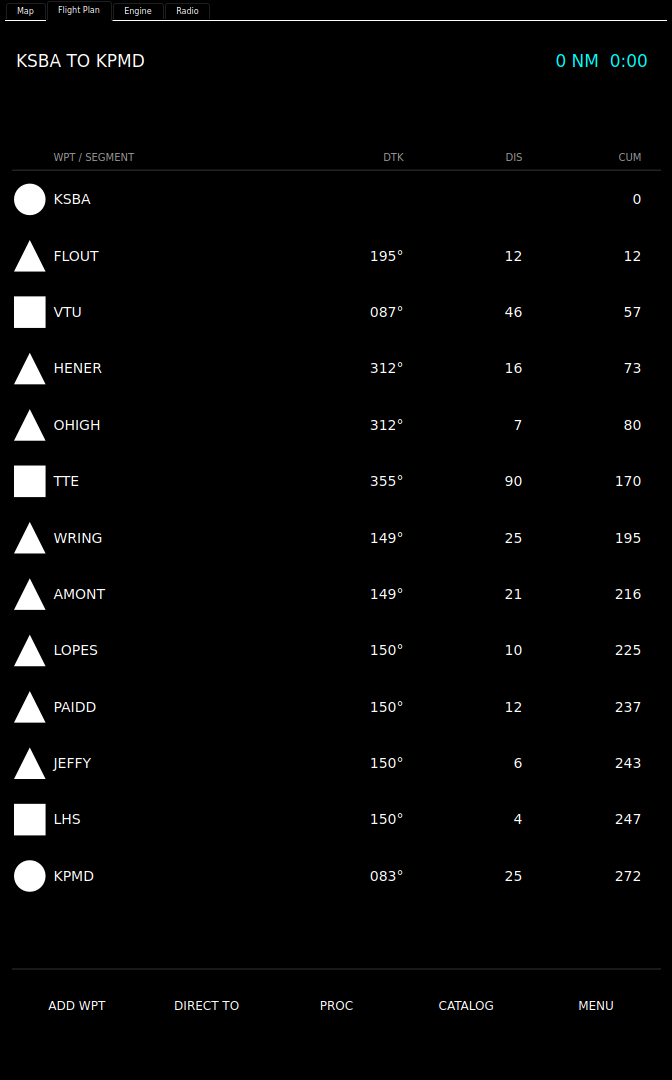 Map Flight Plan Engine Radio
KSBA TO KPMD 0 NM 0:00
WPT / SEGMENT DTK DIS CUM
KSBA 0
FLOUT 195° 12 12
VTU 087° 46 57
HENER 312° 16 73
OHIGH 312° 7 80
TTE 355° 90 170
WRING 149° 25 195
AMONT 149° 21 216
LOPES 150° 10 225
PAIDD 150° 12 237
JEFFY 150° 6 243
LHS 150° 4 247
KPMD 083° 25 272
ADD WPT DIRECT TO PROC CATALOG MENU